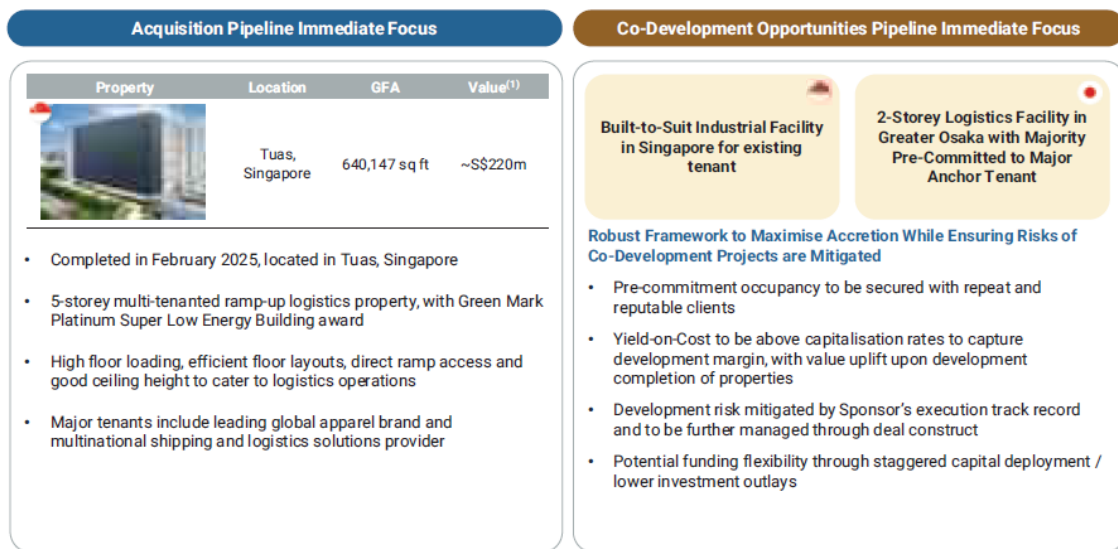 Acquisition Pipeline Immediate Focus
Property Location GFA Value(1)
Tuas,
Singapore
640,147 sq ft
~S$220m
• Completed in February 2025, located in Tuas, Singapore
• 5-storey multi-tenanted ramp-up logistics property, with Green Mark
Platinum Super Low Energy Building award
• High floor loading, efficient floor layouts, direct ramp access and
good ceiling height to cater to logistics operations
• Major tenants include leading global apparel brand and
multinational shipping and logistics solutions provider
Co-Development Opportunities Pipeline Immediate Focus
Built-to-Suit Industrial Facility
in Singapore for existing
tenant
2-Storey Logistics Facility in
Greater Osaka with Majority
Pre-Committed to Major
Anchor Tenant
Robust Framework to Maximise Accretion While Ensuring Risks of
Co-Development Projects are Mitigated
• Pre-commitment occupancy to be secured with repeat and
reputable clients
• Yield-on-Cost to be above capitalisation rates to capture
development margin, with value uplift upon development
completion of properties
• Development risk mitigated by Sponsor's execution track record
and to be further managed through deal construct
• Potential funding flexibility through staggered capital deployment /
lower investment outlays